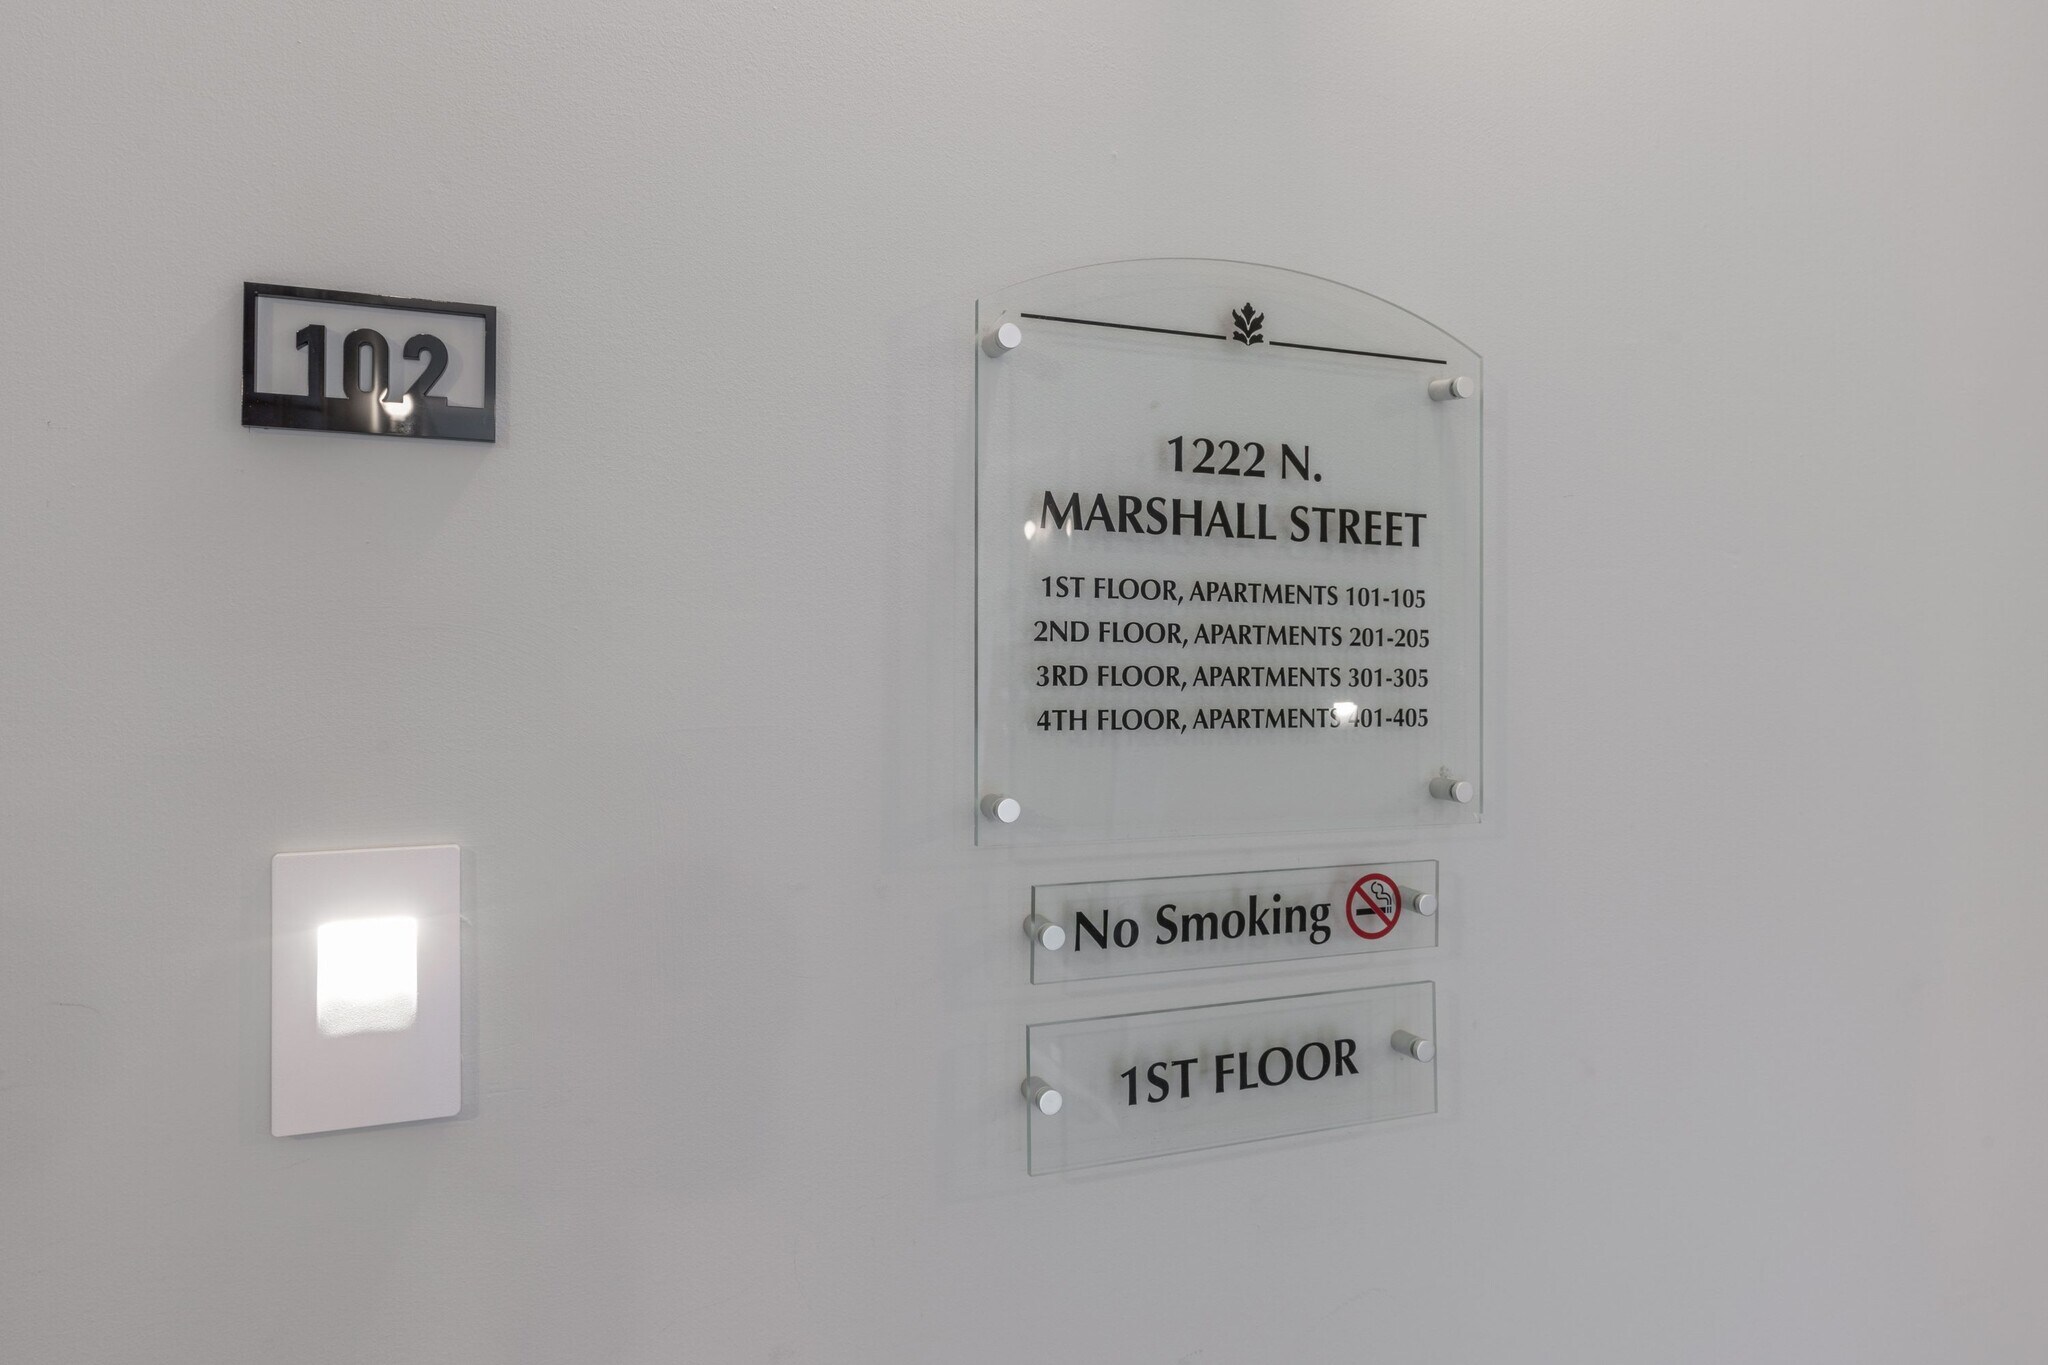 102
1222 N.
MARSHALL STREET
1ST FLOOR, APARTMENTS 101-105
2ND FLOOR, APARTMENTS 201-205
3RD FLOOR, APARTMENTS 301-305
4TH FLOOR, APARTMENTS 401-405
No Smoking
1ST FLOOR